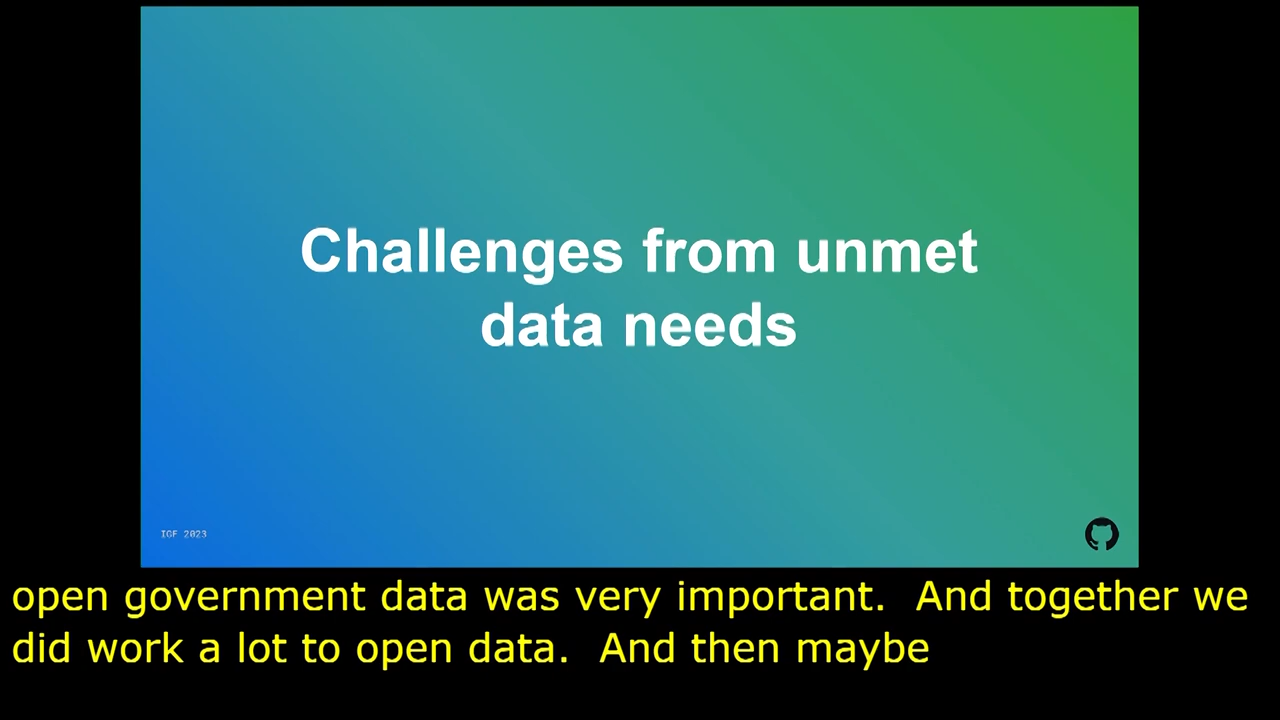 Challenges from unmet
data needs
IGF 2023
open government data was very important.  And together we
did work a lot to open data.  And then maybe